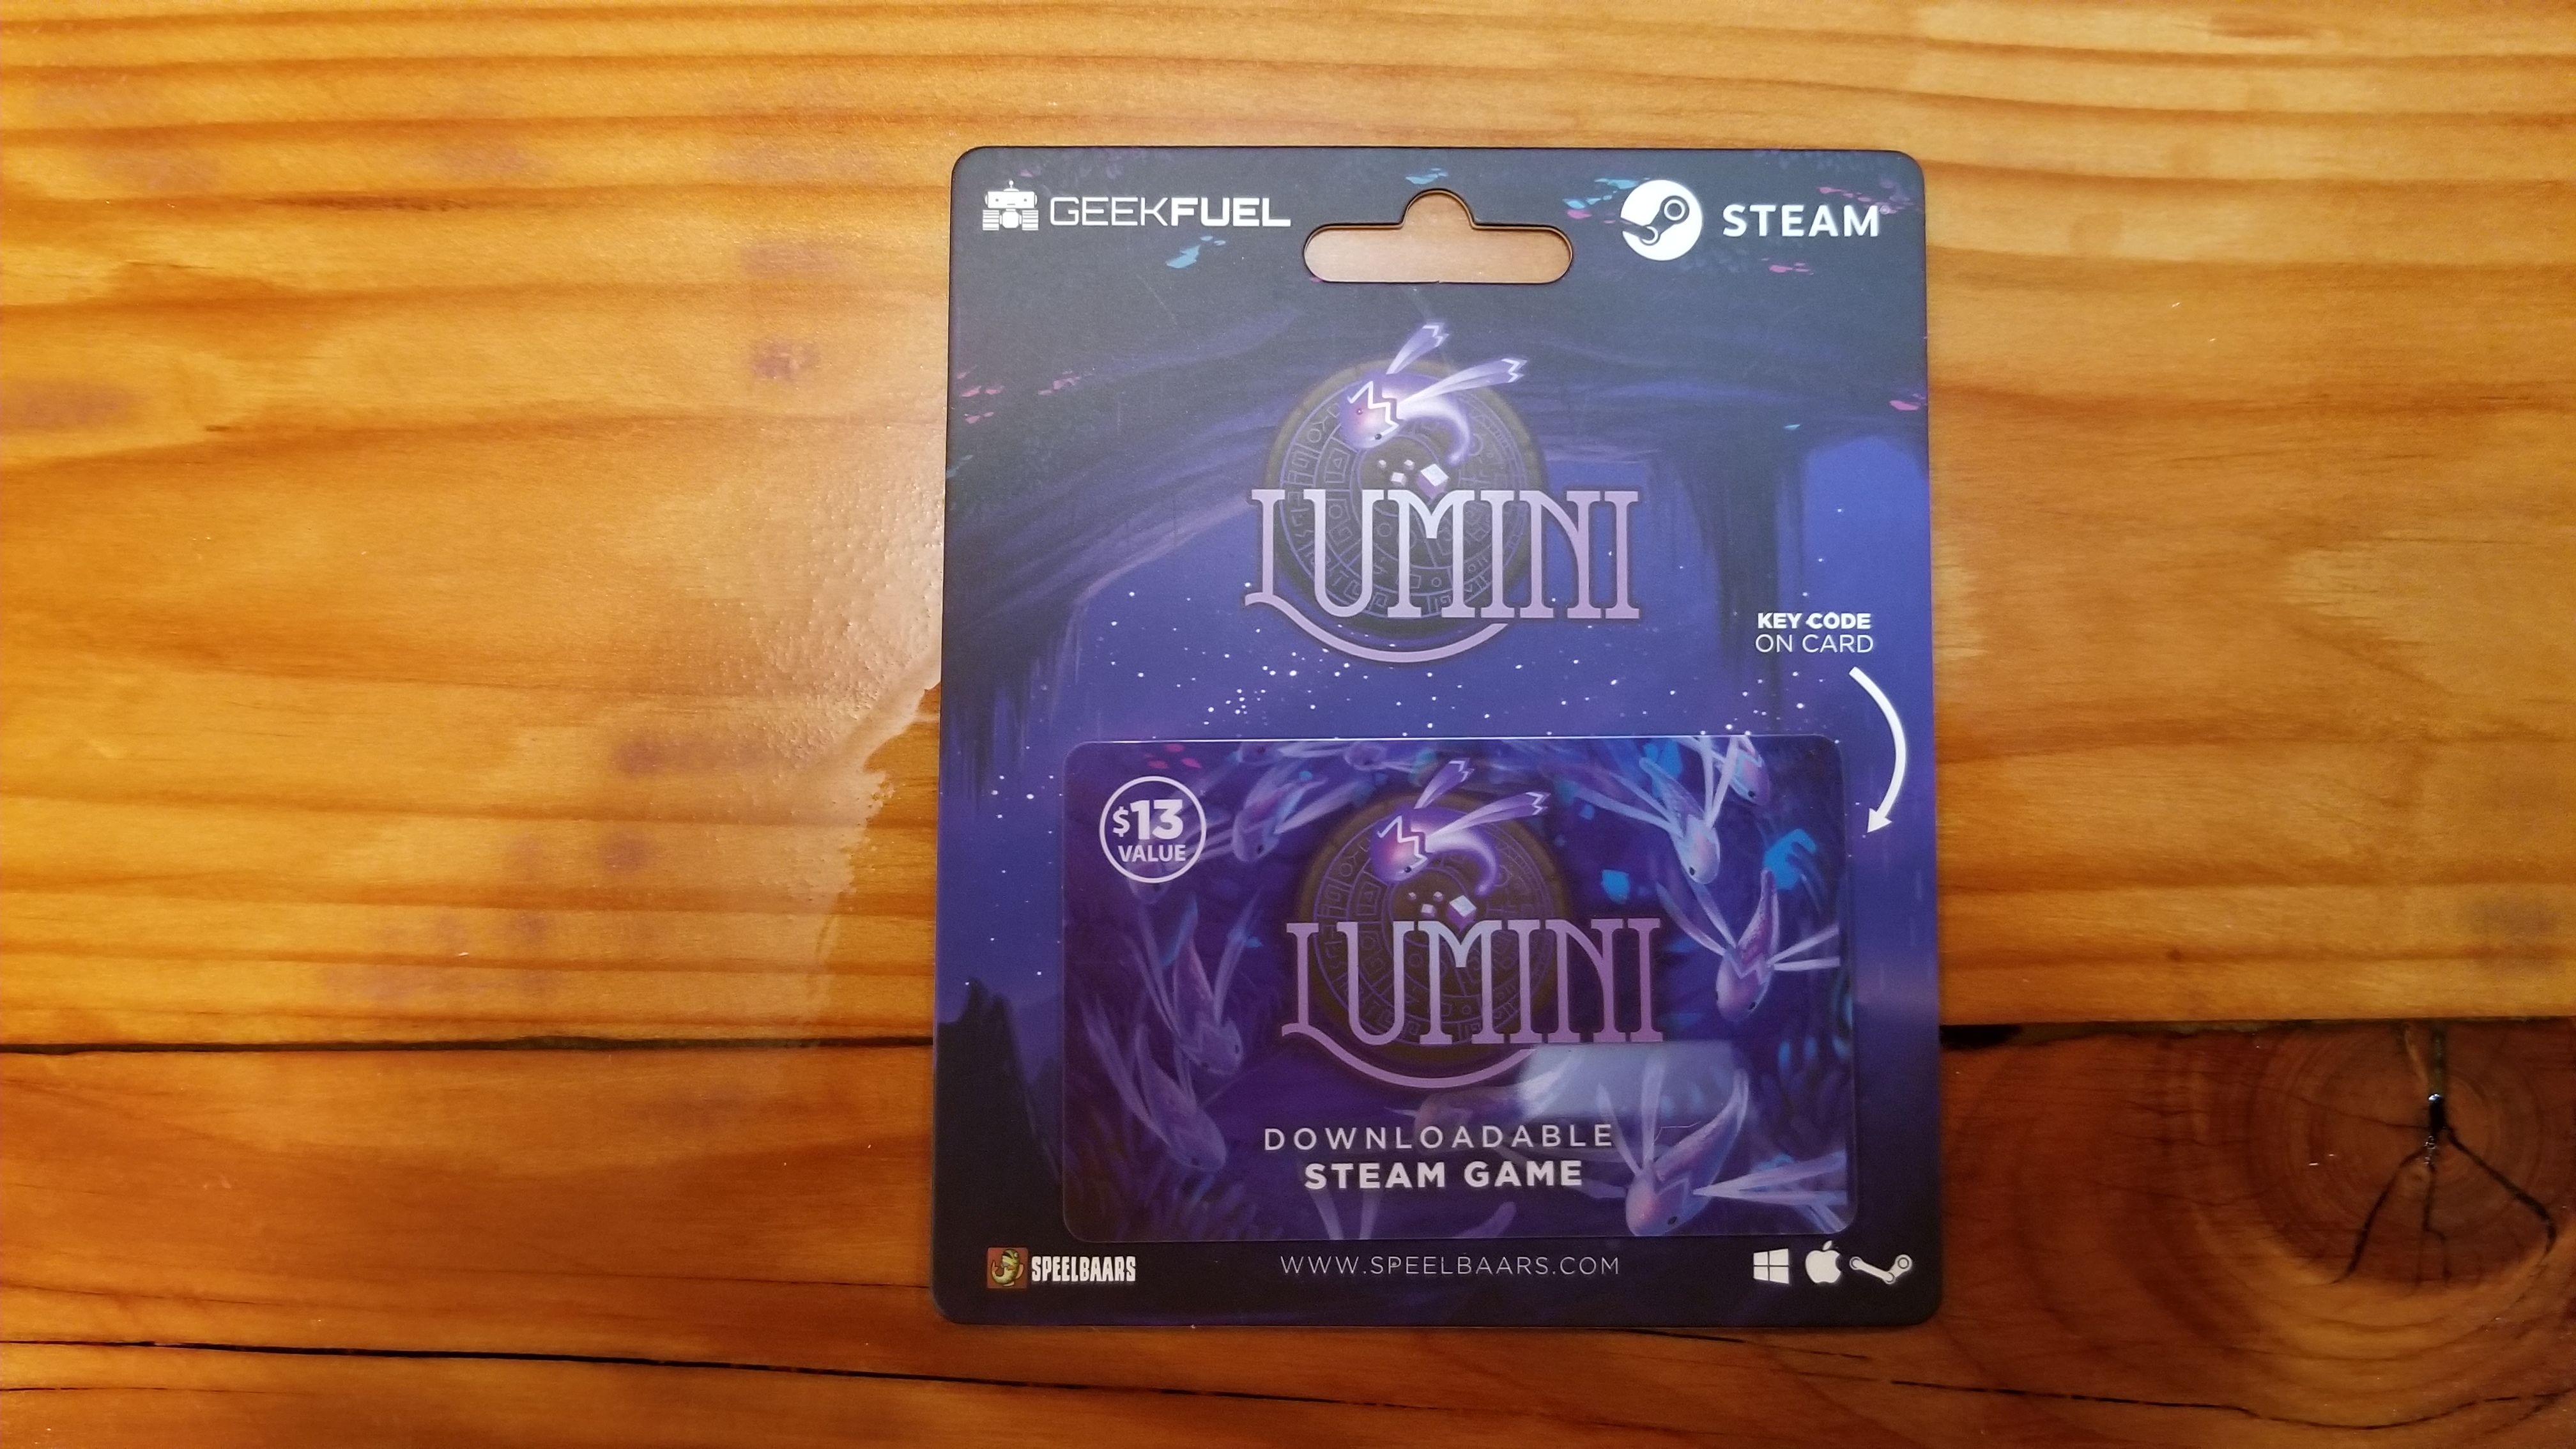 GEEKFUEL
STEAM
LUMINI
KEY CODE
ON CARD
$13
VALUE
LUMINI
DOWNLOADABLE
STEAM GAME
SPEELBAARS
WWW.SPEELBAARS.COM